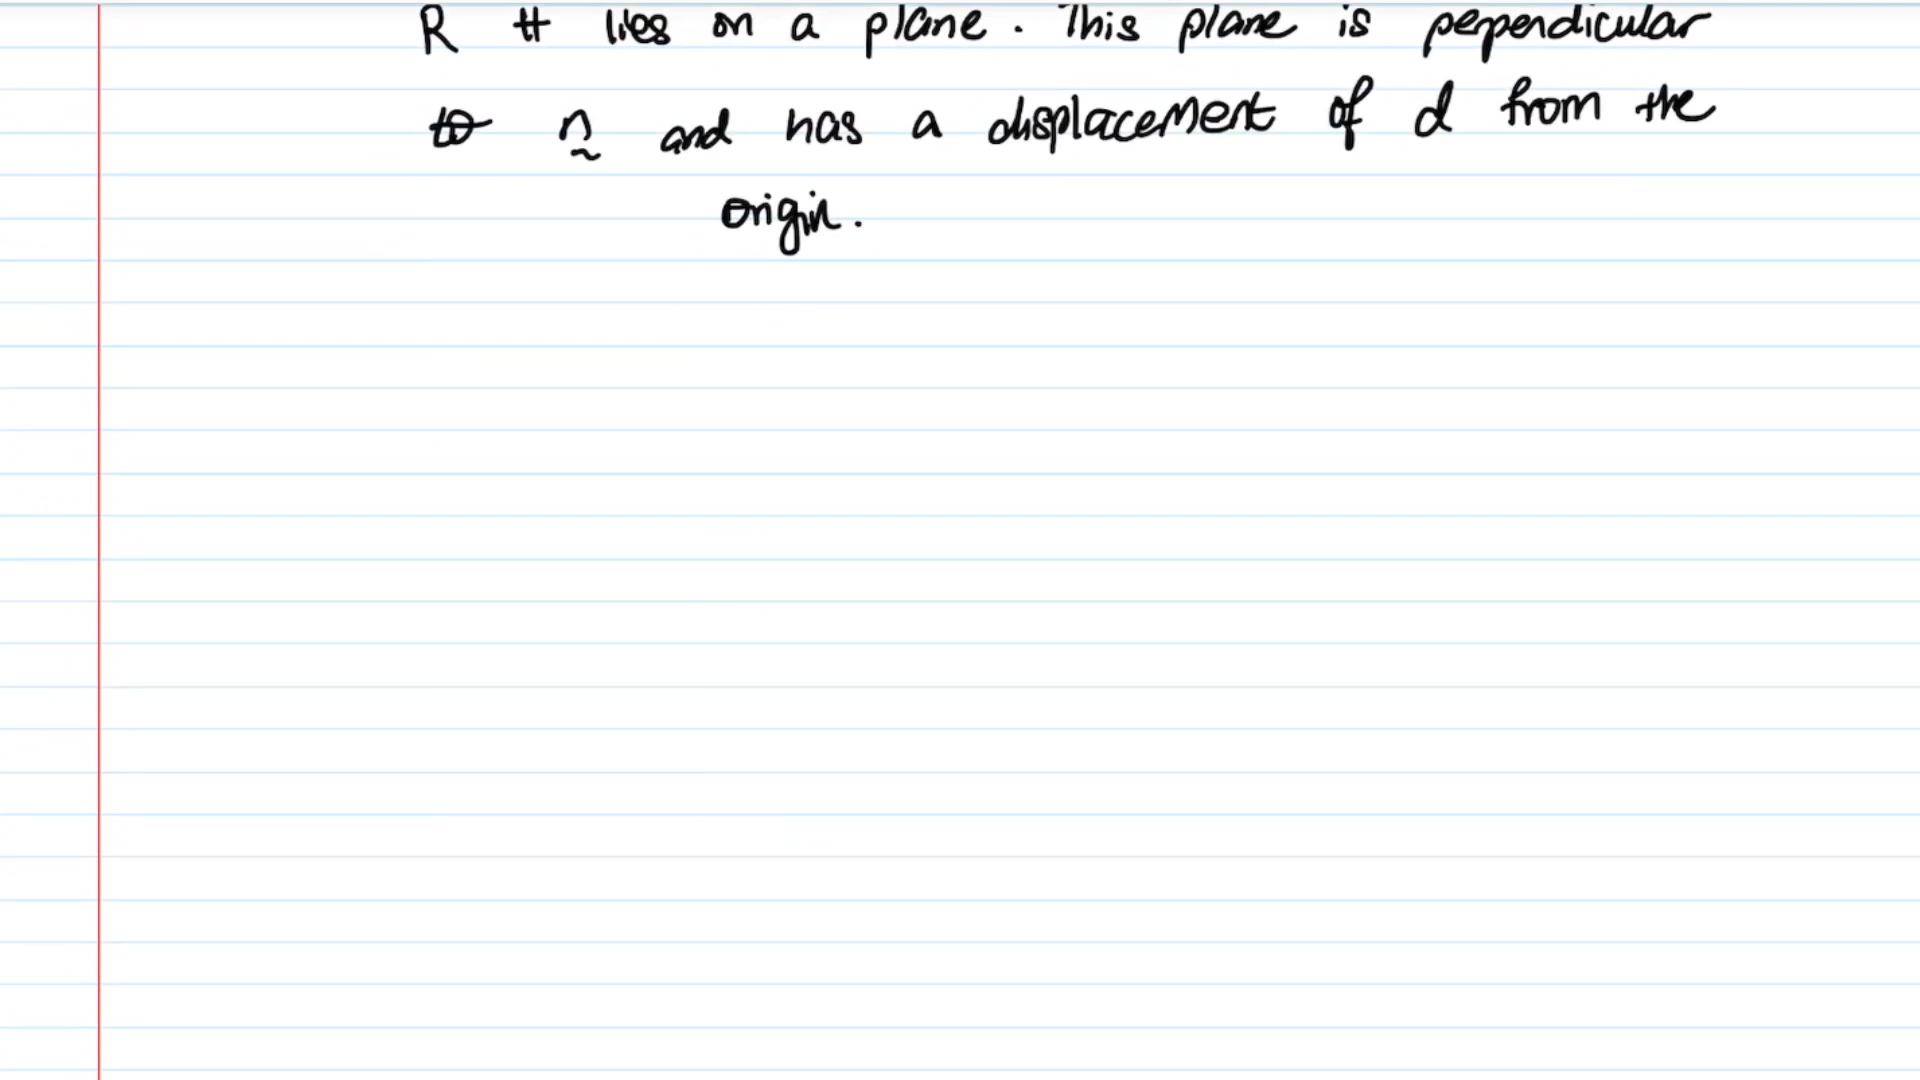 R # lies on a plane. This plane is perpendicular
to n and has a displacement of d from the
origin.